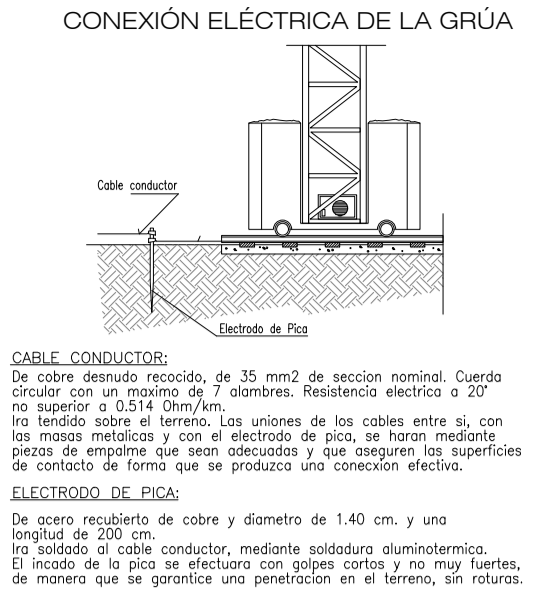 CONEXIÓN ELÉCTRICA DE LA GRÚA
Cable conductor
Electrodo de Pica
CABLE CONDUCTOR:
De cobre desnudo recocido, de 35 mm2 de seccion nominal. Cuerda
circular con un maximo de 7 alambres. Resistencia electrica a 20°
no superior a 0.514 Ohm/km.
Ira tendido sobre el terreno. Las uniones de los cables entre si, con
las masas metalicas y con el electrodo de pica, se haran mediante
piezas de empalme que sean adecuadas y que aseguren las superficies
de contacto de forma que se produzca una conecxion efectiva.
ELECTRODO DE PICA:
De acero recubierto de cobre y diametro de 1.40 cm. y una
longitud de 200 cm.
Ira soldado al cable conductor, mediante soldadura aluminotermica.
El incado de la pica se efectuara con golpes cortos y no muy fuertes,
de manera que se garantice una penetracion en el terreno, sin roturas.